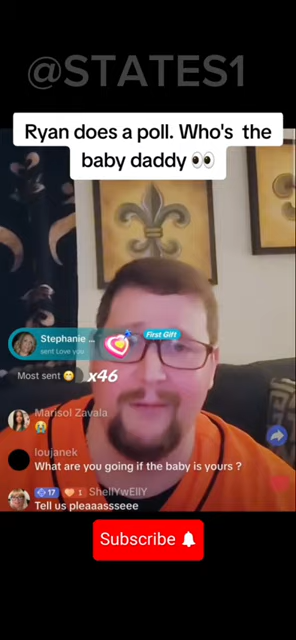 @STATES1
Ryan does a poll. Who's the
baby daddy 👀
Stephanie ...
sent Love you
First Gift
Most sent 🤭 x46
Marisol Zavala
😭
loujanek
What are you going if the baby is yours ?
17 1 ShellYwEllY
Tell us pleaaassseee
Subscribe